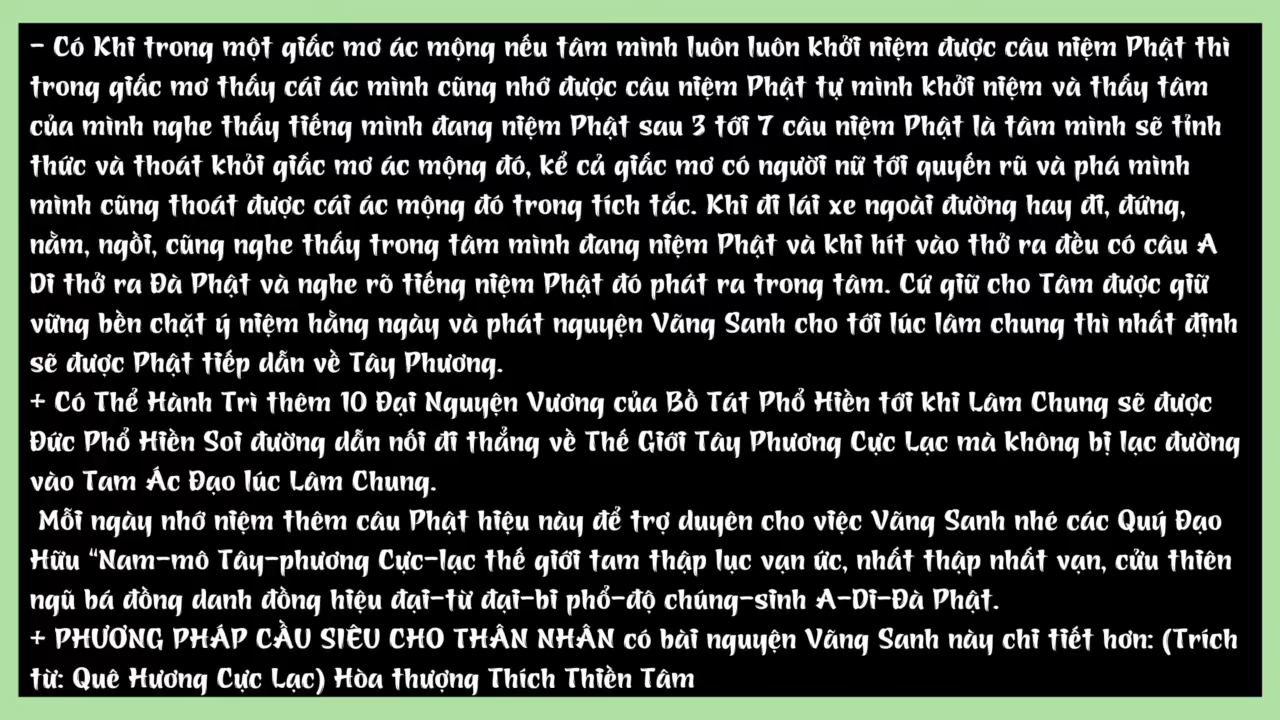 - Có Khi trong một giấc mơ ác mộng nếu tâm mình luôn luôn khởi niệm được câu niệm Phật thì
trong giấc mơ thấy cái ác mình cũng nhớ được câu niệm Phật tự mình khởi niệm và thấy tâm
của mình nghe thấy tiếng mình đang niệm Phật sau 3 tới 7 câu niệm Phật là tâm mình sẽ tỉnh
thức và thoát khỏi giấc mơ ác mộng đó, kể cả giấc mơ có người nữ tới quyến rũ và phá mình
mình cũng thoát được cái ác mộng đó trong tích tắc. Khi đi lái xe ngoài đường hay đi, đứng,
nằm, ngồi, cũng nghe thấy trong tâm mình đang niệm Phật và khi hít vào thở ra đều có câu A
Di thở ra Đà Phật và nghe rõ tiếng niệm Phật đó phát ra trong tâm. Cứ giữ cho Tâm được giữ
vững bền chặt ý niệm hằng ngày và phát nguyện Vãng Sanh cho tới lúc lâm chung thì nhất định
sẽ được Phật tiếp dẫn về Tây Phương.
+ Có Thể Hành Trì thêm 10 Đại Nguyện Vương của Bồ Tát Phổ Hiền tới khi Lâm Chung sẽ được
Đức Phổ Hiền Soi đường dẫn nối đi thẳng về Thế Giới Tây Phương Cực Lạc mà không bị lạc đường
vào Tam Ác Đạo lúc Lâm Chung.
Mỗi ngày nhớ niệm thêm câu Phật hiệu này để trợ duyên cho việc Vãng Sanh nhé các Quý Đạo
Hữu “Nam-mô Tây-phương Cực-lạc thế giới tam thập lục vạn ức, nhất thập nhất vạn, cửu thiên
ngũ bá đồng danh đồng hiệu đại-từ đại-bi phổ-độ chúng-sinh A-Di-Đà Phật.
+ PHƯƠNG PHÁP CẦU SIÊU CHO THÂN NHÂN có bài nguyện Vãng Sanh này chi tiết hơn: (Trích
từ: Quê Hương Cực Lạc) Hòa thượng Thích Thiền Tâm